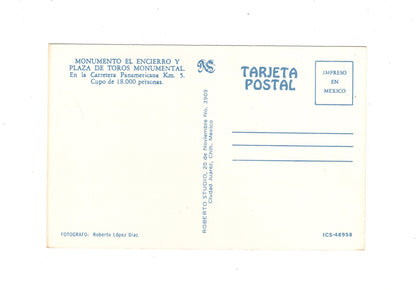 MONUMENTO EL ENCIERRO Y
PLAZA DE TOROS MONUMENTAL.
En la Carretera Panamericana Km. 5.
Cupo de 18.000 personas.
TARJETA
POSTAL
IMPRESO
EN
MEXICO
ROBERTO STUDIO, 20 de Noviembre No. 3909
Ciudad Juarez, Chih. México
FOTOGRAFO: Roberto López Díaz.
ICS-48958